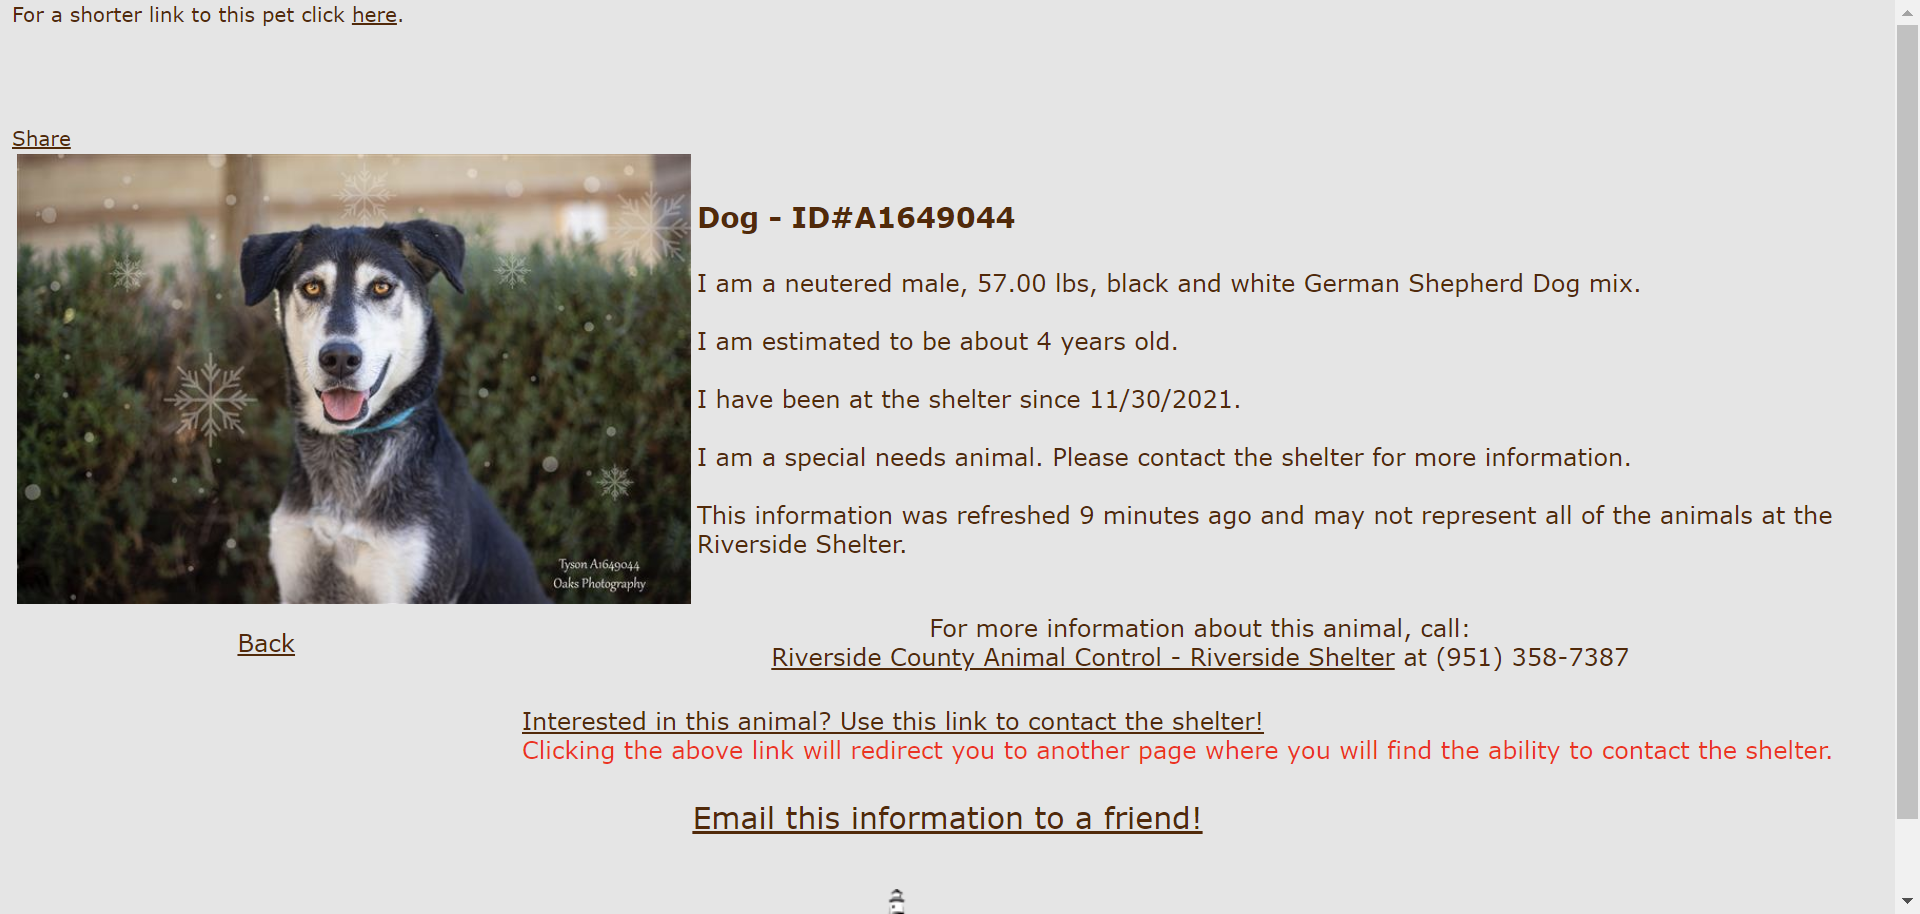 For a shorter link to this pet click here.
Share
Dog - ID#A1649044
I am a neutered male, 57.00 lbs, black and white German Shepherd Dog mix.
I am estimated to be about 4 years old.
I have been at the shelter since 11/30/2021.
I am a special needs animal. Please contact the shelter for more information.
This information was refreshed 9 minutes ago and may not represent all of the animals at the
Riverside Shelter.
Tyson A1649044
Oaks Photography
Back
For more information about this animal, call:
Riverside County Animal Control - Riverside Shelter at (951) 358-7387
Interested in this animal? Use this link to contact the shelter!
Clicking the above link will redirect you to another page where you will find the ability to contact the shelter.
Email this information to a friend!